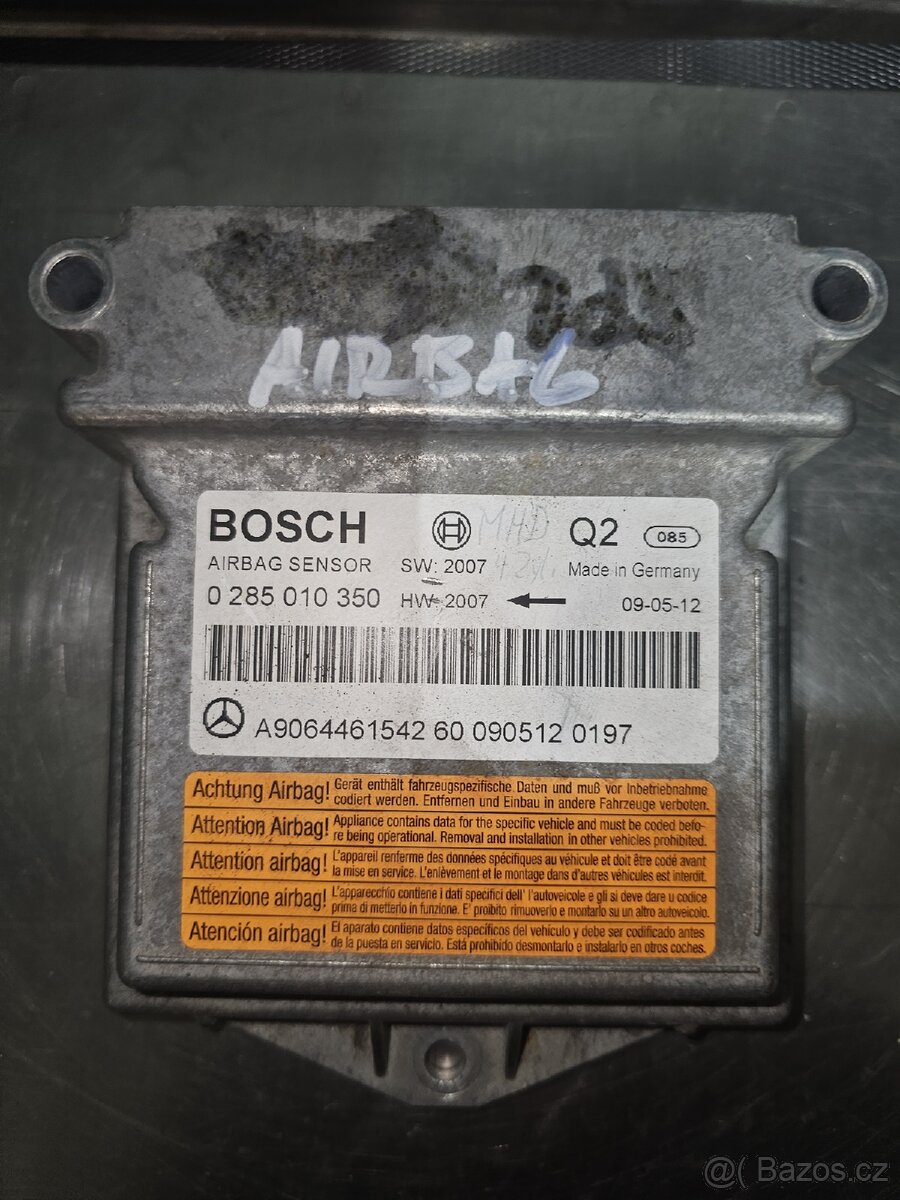 AIRBAG
BOSCH MHD Q2 085
AIRBAG SENSOR SW: 2007 Made in Germany
0 285 010 350 HW: 2007 09-05-12
A9064461542 60 090512 0197
Achtung Airbag! Gerät enthält fahrzeugspezifische Daten und muß vor Inbetriebnahme
codiert werden. Entfernen und Einbau in andere Fahrzeuge verboten.
Attention Airbag! Appliance contains data for the specific vehicle and must be coded befo-
re being operational. Removal and installation in other vehicles prohibited.
Attention airbag! L'appareil renferme des données spécifiques au véhicule et doit être codé avant
la mise en service. L'enlèvement et le montage dans d'autres véhicules est interdit.
Attenzione airbag! L'apparecchio contiene i dati specifici dell' l'autoveicolo e gli si deve dare u codice
prima di metterlo in funzione. E' proibito rimuoverlo e montarlo su un altro autoveicolo.
Atención airbag! El aparato contiene datos específicos del vehículo y debe ser codificado antes
de la puesta en servicio. Está prohibido desmontarlo e instalarlo en otros coches.
@( Bazos.cz